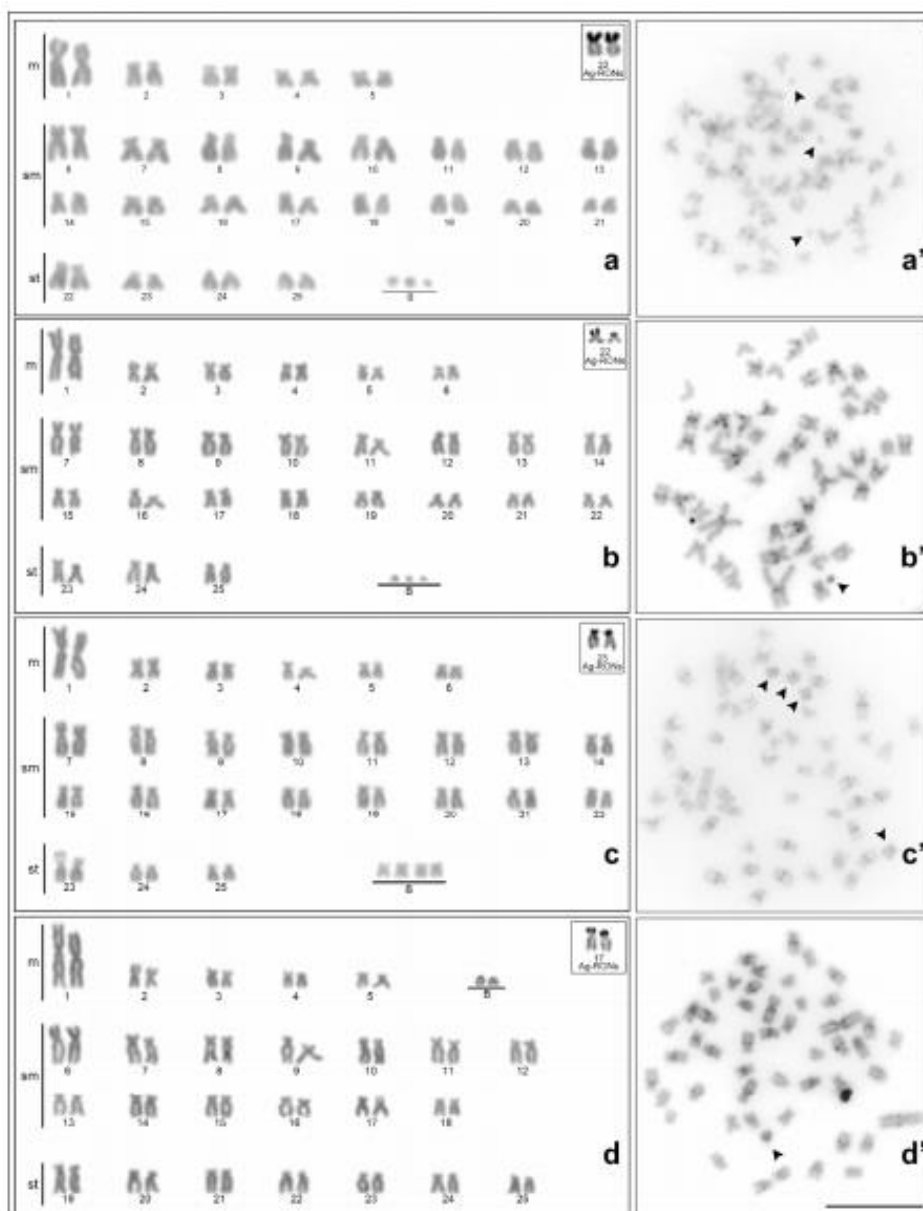 m
1 2 3 4 5
22
Ag-RONs
sm
6 7 8 9 10 11 12 13
14 15 16 17 18 19 20 21
st
22 23 24 25 B
a
a'
m
1 2 3 4 5 6
22
Ag-RONs
sm
7 8 9 10 11 12 13 14
15 16 17 18 19 20 21 22
st
23 24 25 B
b
b'
m
1 2 3 4 5 6
23
Ag-RONs
sm
7 8 9 10 11 12 13 14
15 16 17 18 19 20 21 22
st
23 24 25 B
c
c'
m
1 2 3 4 5 B
17
Ag-RONs
sm
6 7 8 9 10 11 12
13 14 15 16 17 18
st
19 20 21 22 23 24 25
d
d'